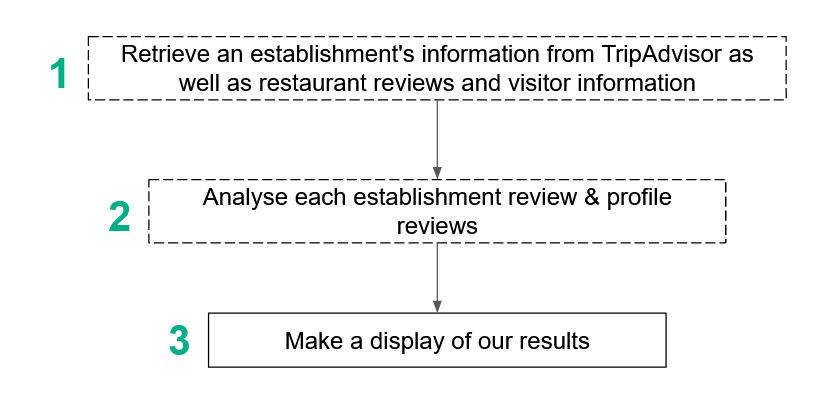 1
Retrieve an establishment's information from TripAdvisor as
well as restaurant reviews and visitor information
2
Analyse each establishment review & profile
reviews
3
Make a display of our results